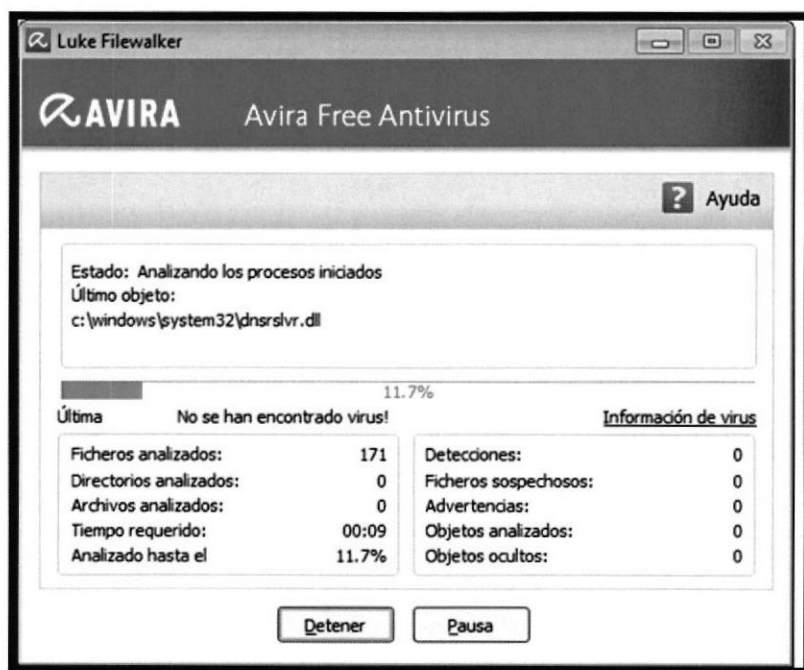 Luke Filewalker
AVIRA Avira Free Antivirus
? Ayuda
Estado: Analizando los procesos iniciados
Último objeto:
c:\windows\system32\dnsrslvr.dll
11.7%
Última No se han encontrado virus! Información de virus
Ficheros analizados: 171
Directorios analizados: 0
Archivos analizados: 0
Tiempo requerido: 00:09
Analizado hasta el 11.7%
Detecciones: 0
Ficheros sospechosos: 0
Advertencias: 0
Objetos analizados: 0
Objetos ocultos: 0
Detener Pausa